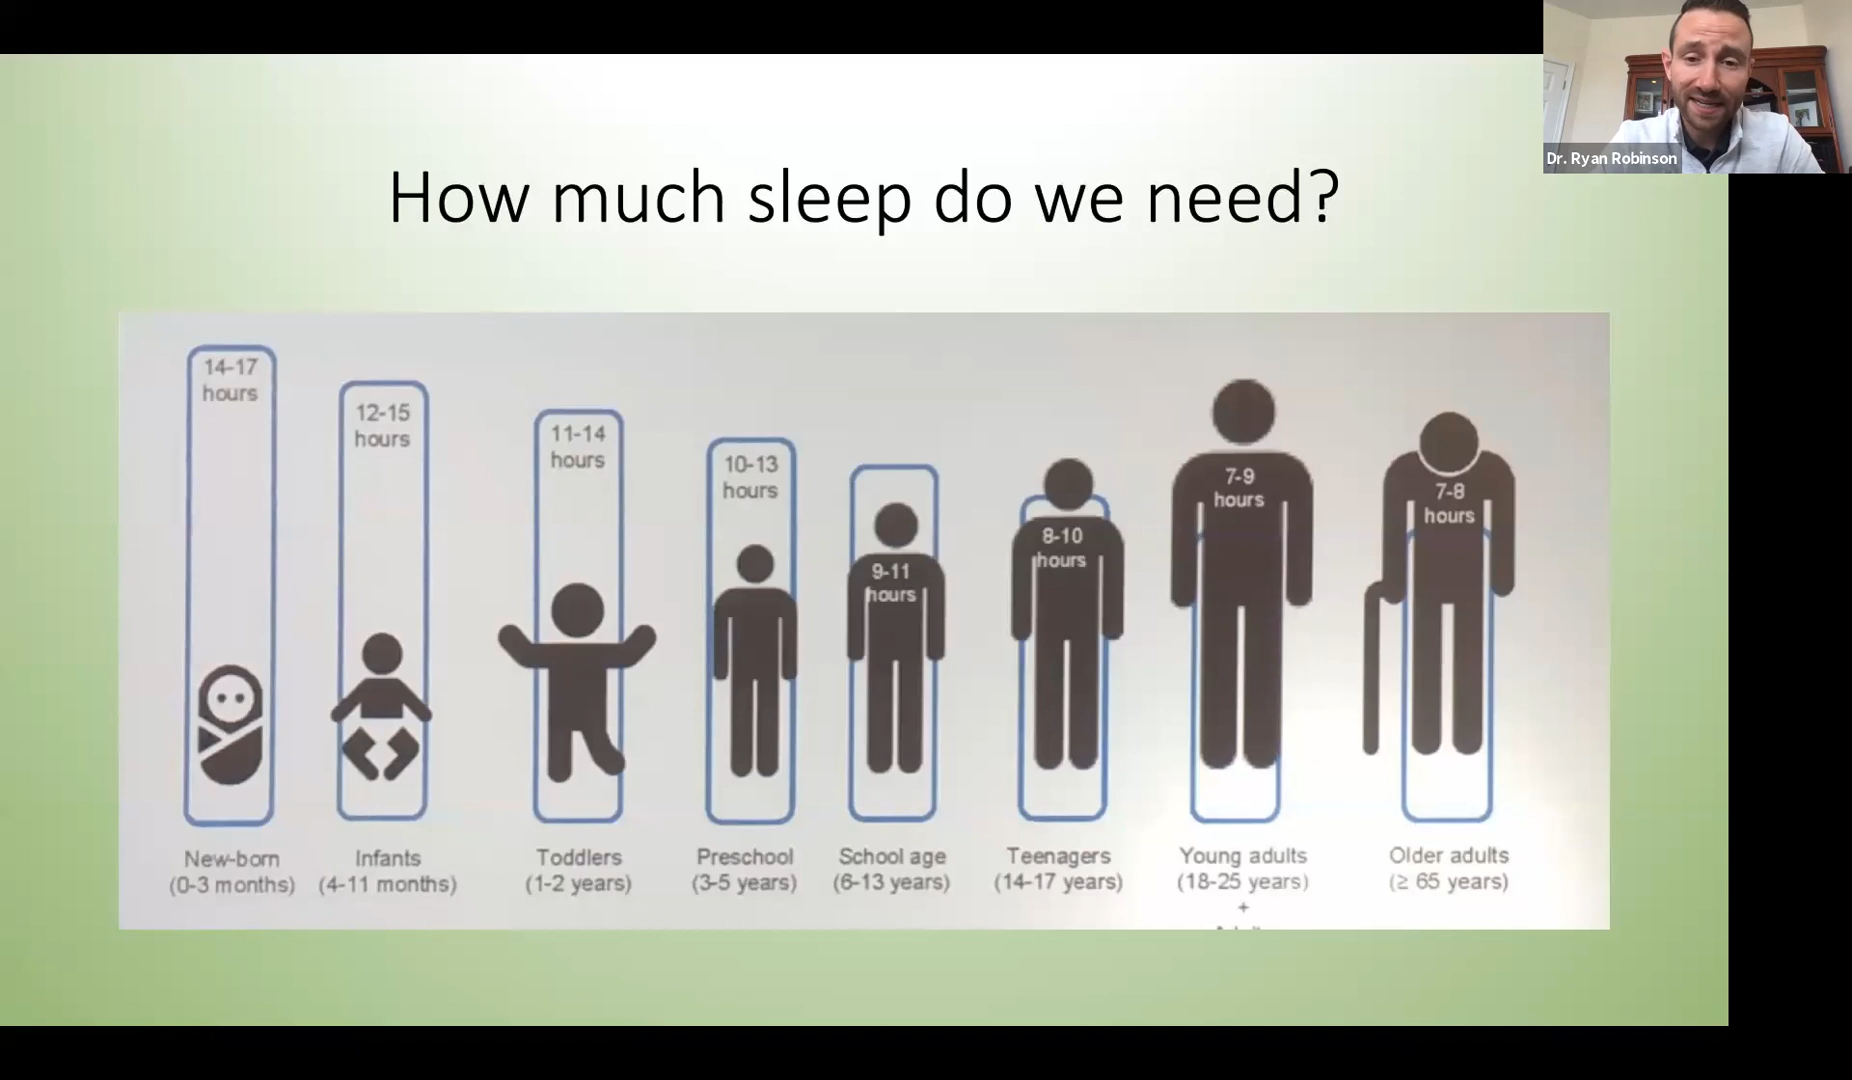 Dr. Ryan Robinson
How much sleep do we need?
14-17
hours
12-15
hours
11-14
hours
10-13
hours
9-11
hours
8-10
hours
7-9
hours
7-8
hours
New-born
(0-3 months)
Infants
(4-11 months)
Toddlers
(1-2 years)
Preschool
(3-5 years)
School age
(6-13 years)
Teenagers
(14-17 years)
Young adults
(18-25 years)
+
Older adults
(≥ 65 years)